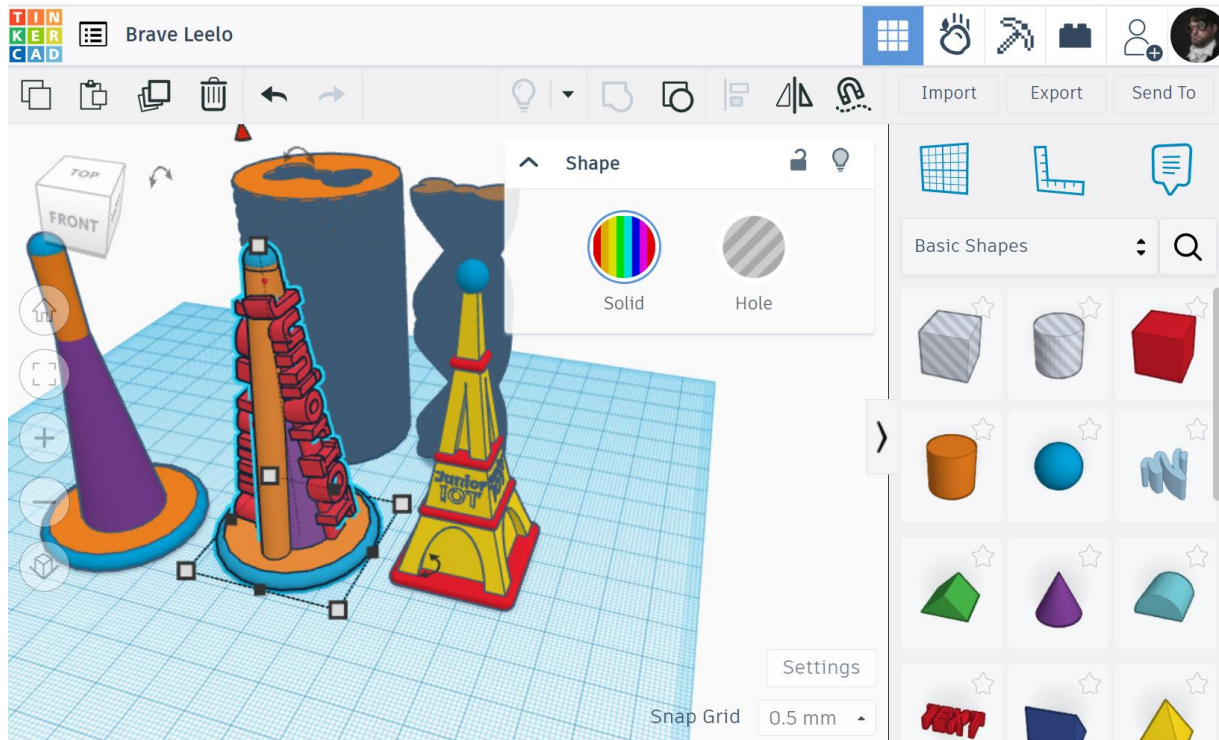 TIN
KER
CAD
Brave Leelo
Import
Export
Send To
TOP
FRONT
Shape
Solid
Hole
Basic Shapes
Junior
IOT
TEXT
Settings
Snap Grid
0.5 mm